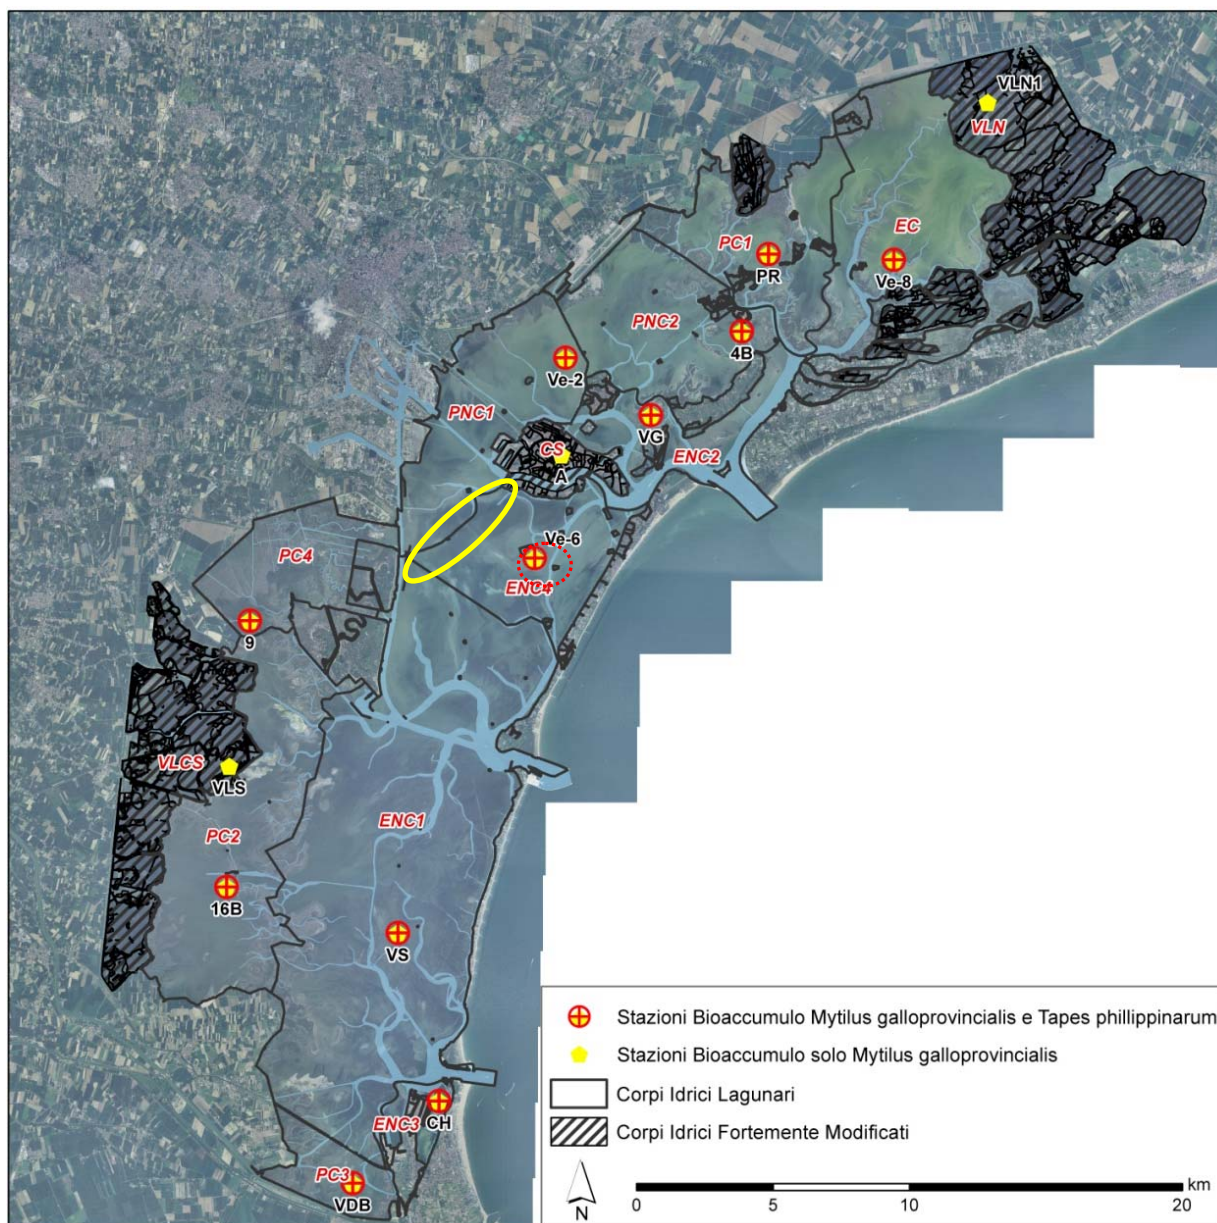 VLN1
VLN
EC
PC1
PR
Ve-8
PNC2
4B
Ve-2
PNC1
VG
CS
A
ENC2
Ve-6
PC4
ENC4
9
VLCS
VLS
ENC1
PC2
16B
VS
Stazioni Bioaccumulo Mytilus galloprovincialis e Tapes phillippinarum
Stazioni Bioaccumulo solo Mytilus galloprovincialis
Corpi Idrici Lagunari
Corpi Idrici Fortemente Modificati
CH
ENC3
PC3
VDB
N
km
0 5 10 20